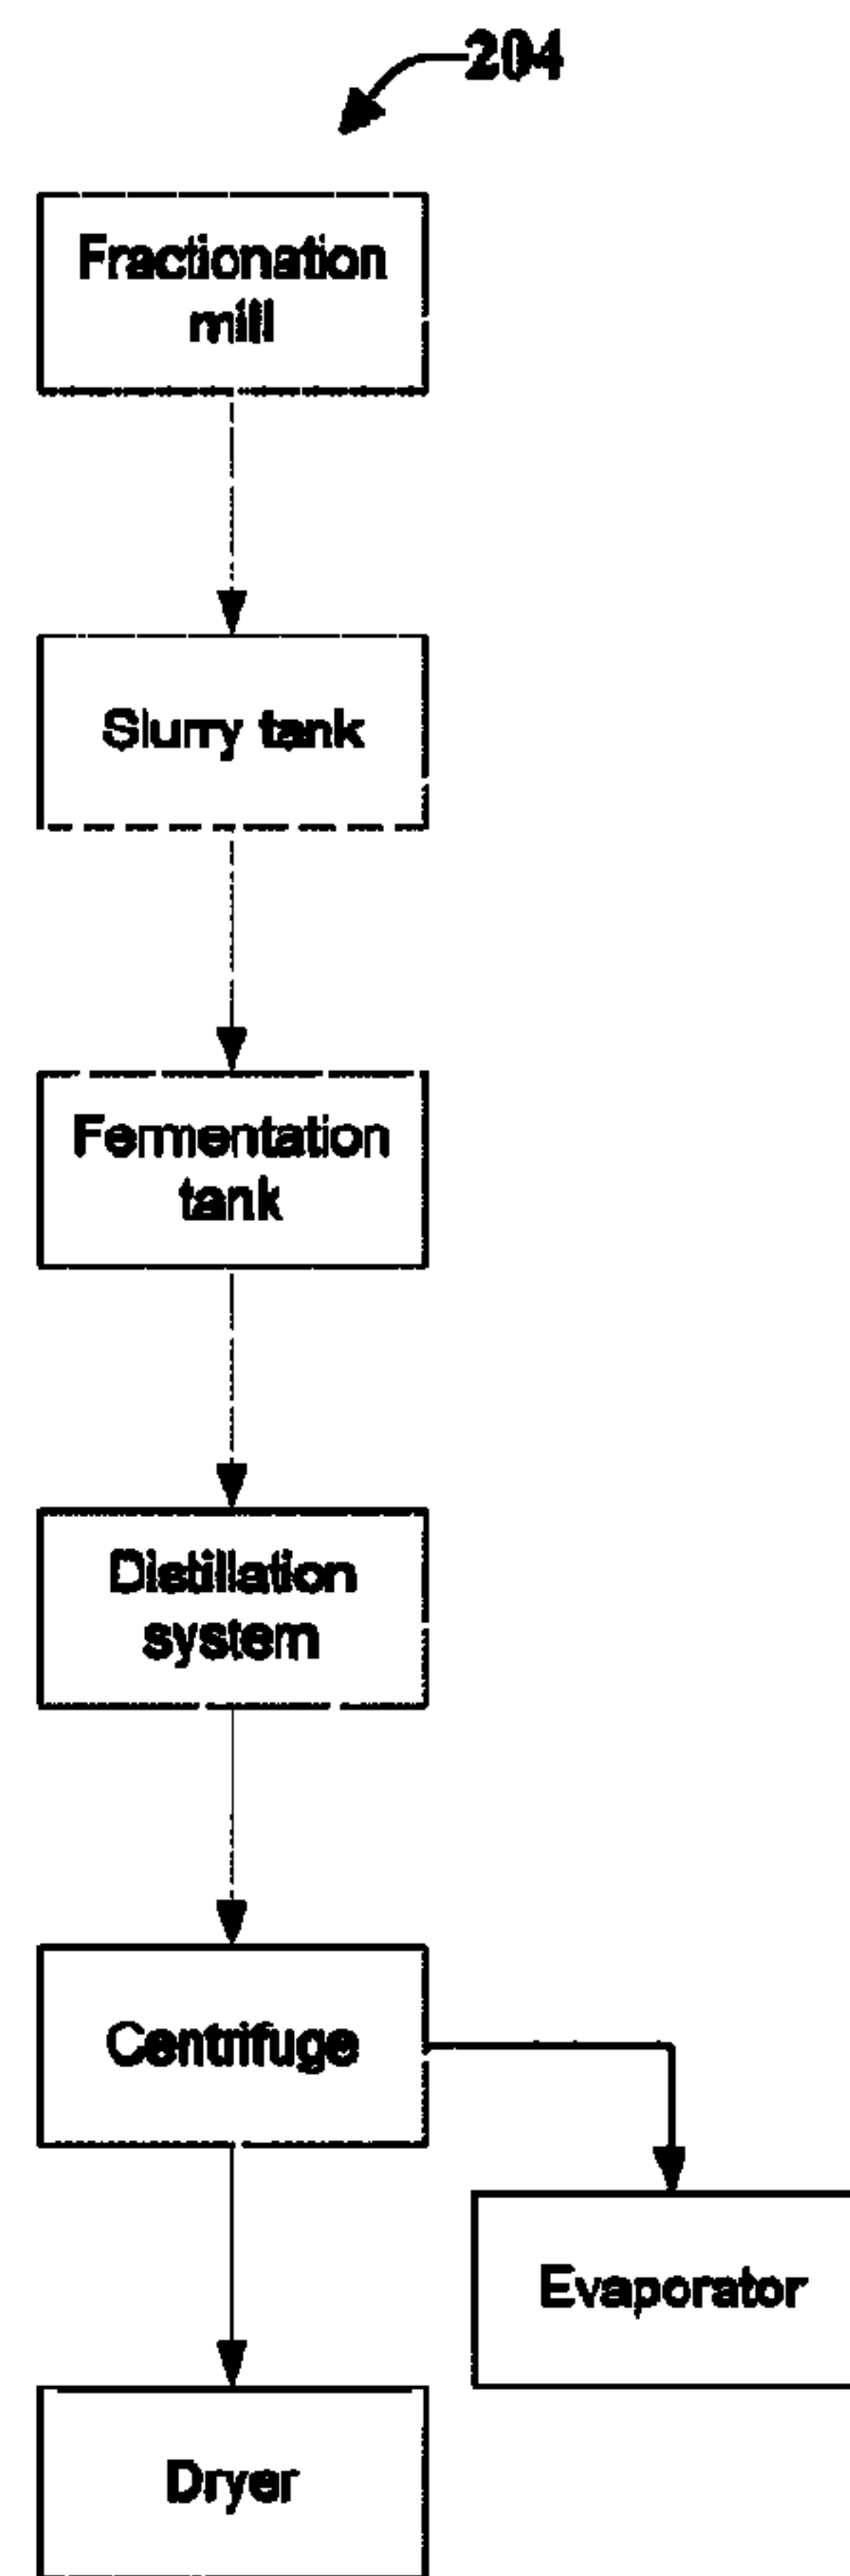 204
Fractionation
mill
Slurry tank
Fermentation
tank
Distillation
system
Centrifuge
Evaporator
Dryer